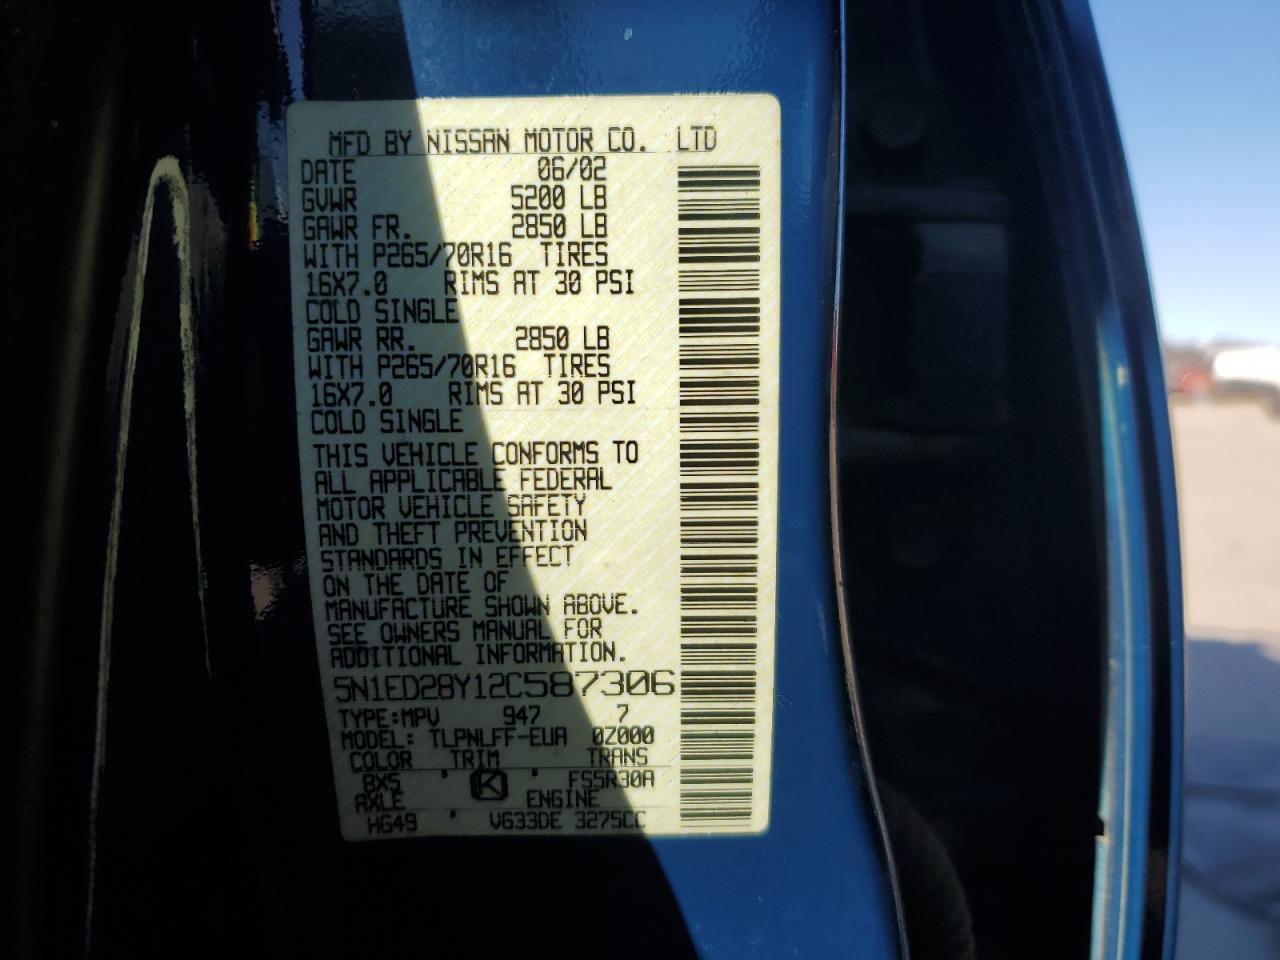 MFD BY NISSAN MOTOR CO. LTD
DATE 06/02
GVWR 5200 LB
GAWR FR. 2850 LB
WITH P265/70R16 TIRES
16X7.0 RIMS AT 30 PSI
COLD SINGLE
GAWR RR. 2850 LB
WITH P265/70R16 TIRES
16X7.0 RIMS AT 30 PSI
COLD SINGLE
THIS VEHICLE CONFORMS TO
ALL APPLICABLE FEDERAL
MOTOR VEHICLE SAFETY
AND THEFT PREVENTION
STANDARDS IN EFFECT
ON THE DATE OF
MANUFACTURE SHOWN ABOVE.
SEE OWNERS MANUAL FOR
ADDITIONAL INFORMATION.
5N1ED28Y12C587306
TYPE:MPV 947 7
MODEL: TLPNLFF-EUA 0Z000
COLOR TRIM TRANS
BX5 ' K ' FS5R30A
AXLE ENGINE
HG49 ' VG33DE 3275CC